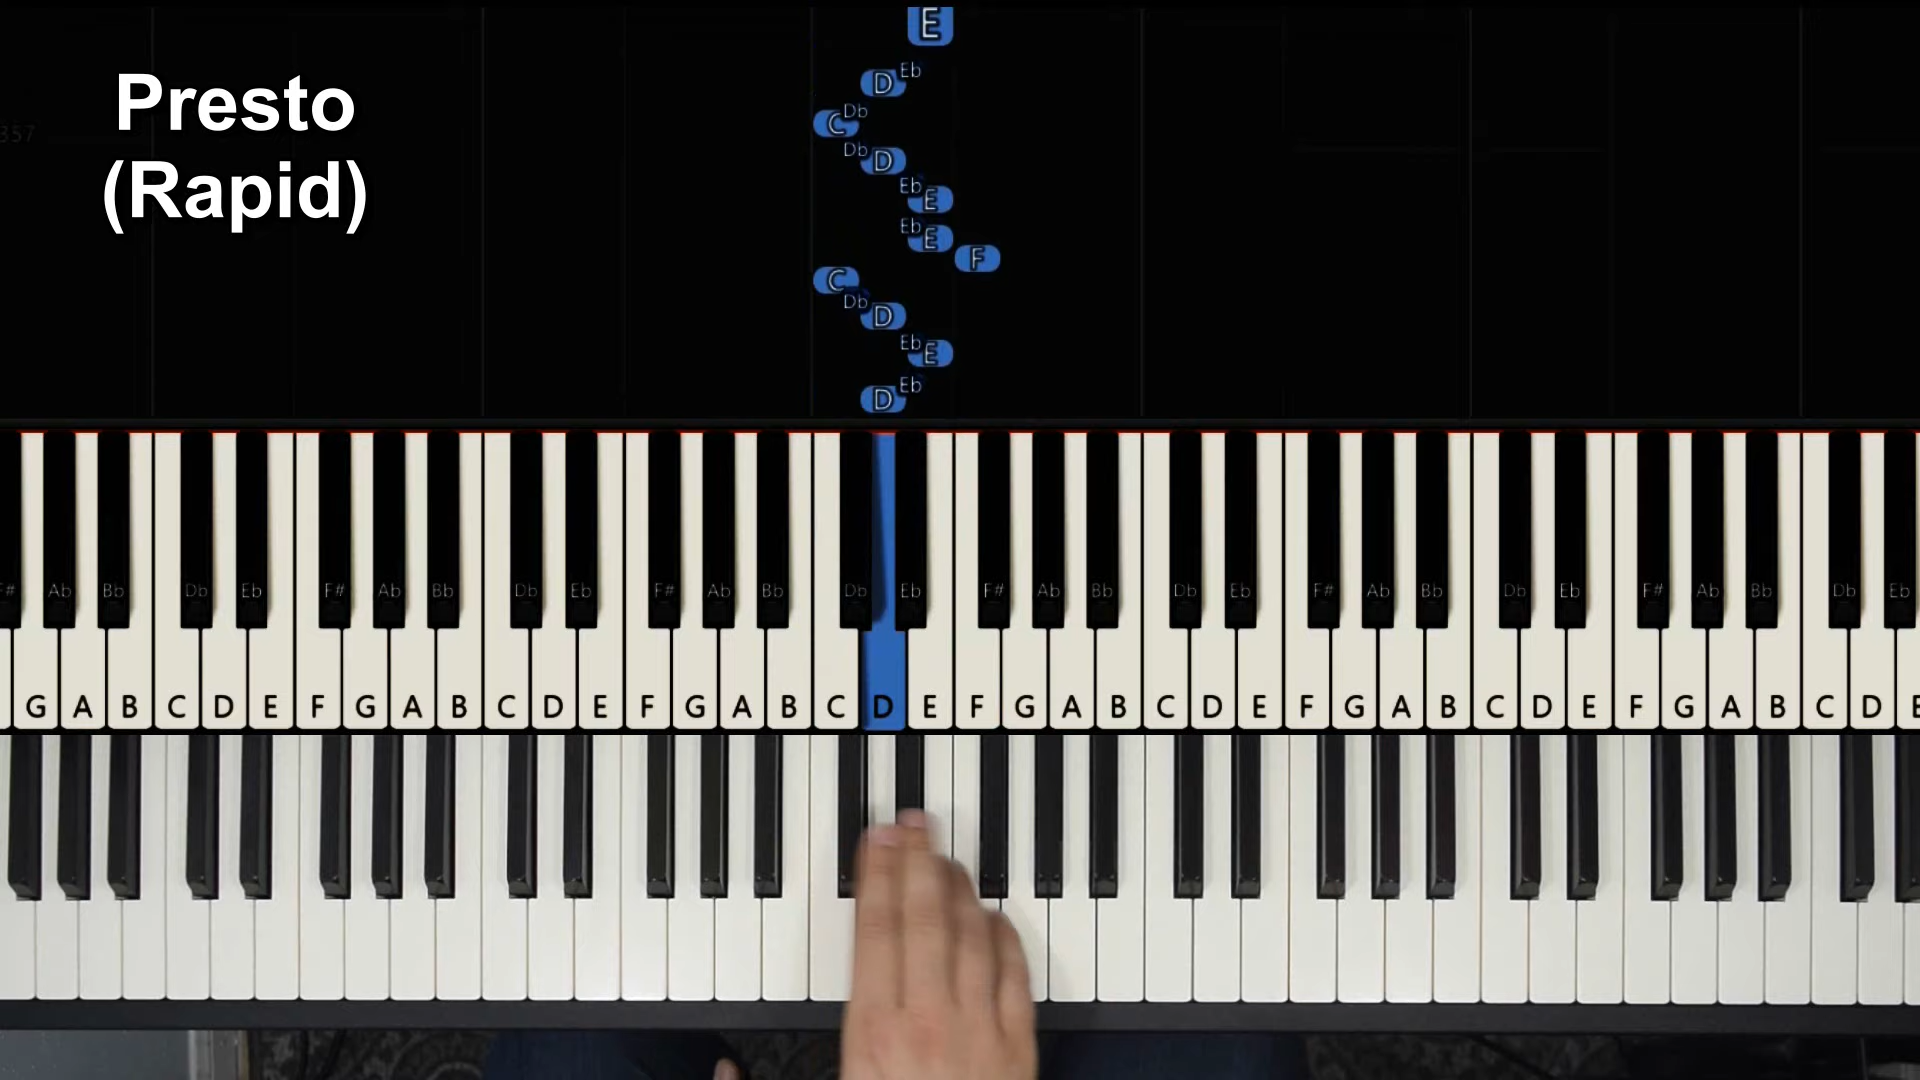 Presto
(Rapid)
357
E
D Eb
C Db
Db D
Eb E
Eb E
F
C
Db D
Eb E
D Eb
F# Ab Bb Db Eb F# Ab Bb Db Eb F# Ab Bb Db Eb F# Ab Bb Db Eb F# Ab Bb Db Eb F# Ab Bb Db Eb
G A B C D E F G A B C D E F G A B C D E F G A B C D E F G A B C D E F G A B C D E